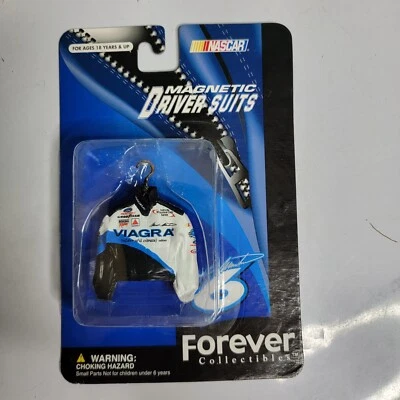 FOR AGES 18 YEARS & UP
NASCAR
MAGNETIC
DRIVER SUITS
VIAGRA
6
Forever
Collectibles
WARNING:
CHOKING HAZARD
Small Parts Not for children under 8 years